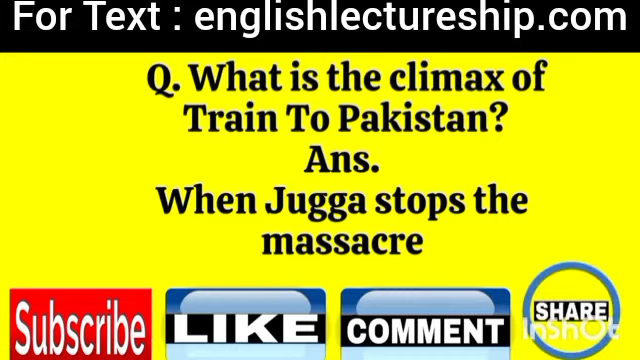 For Text : englishlectureship.com
Q. What is the climax of
Train To Pakistan?
Ans.
When Jugga stops the
massacre
Subscribe
LIKE
COMMENT
SHARE
InShOt